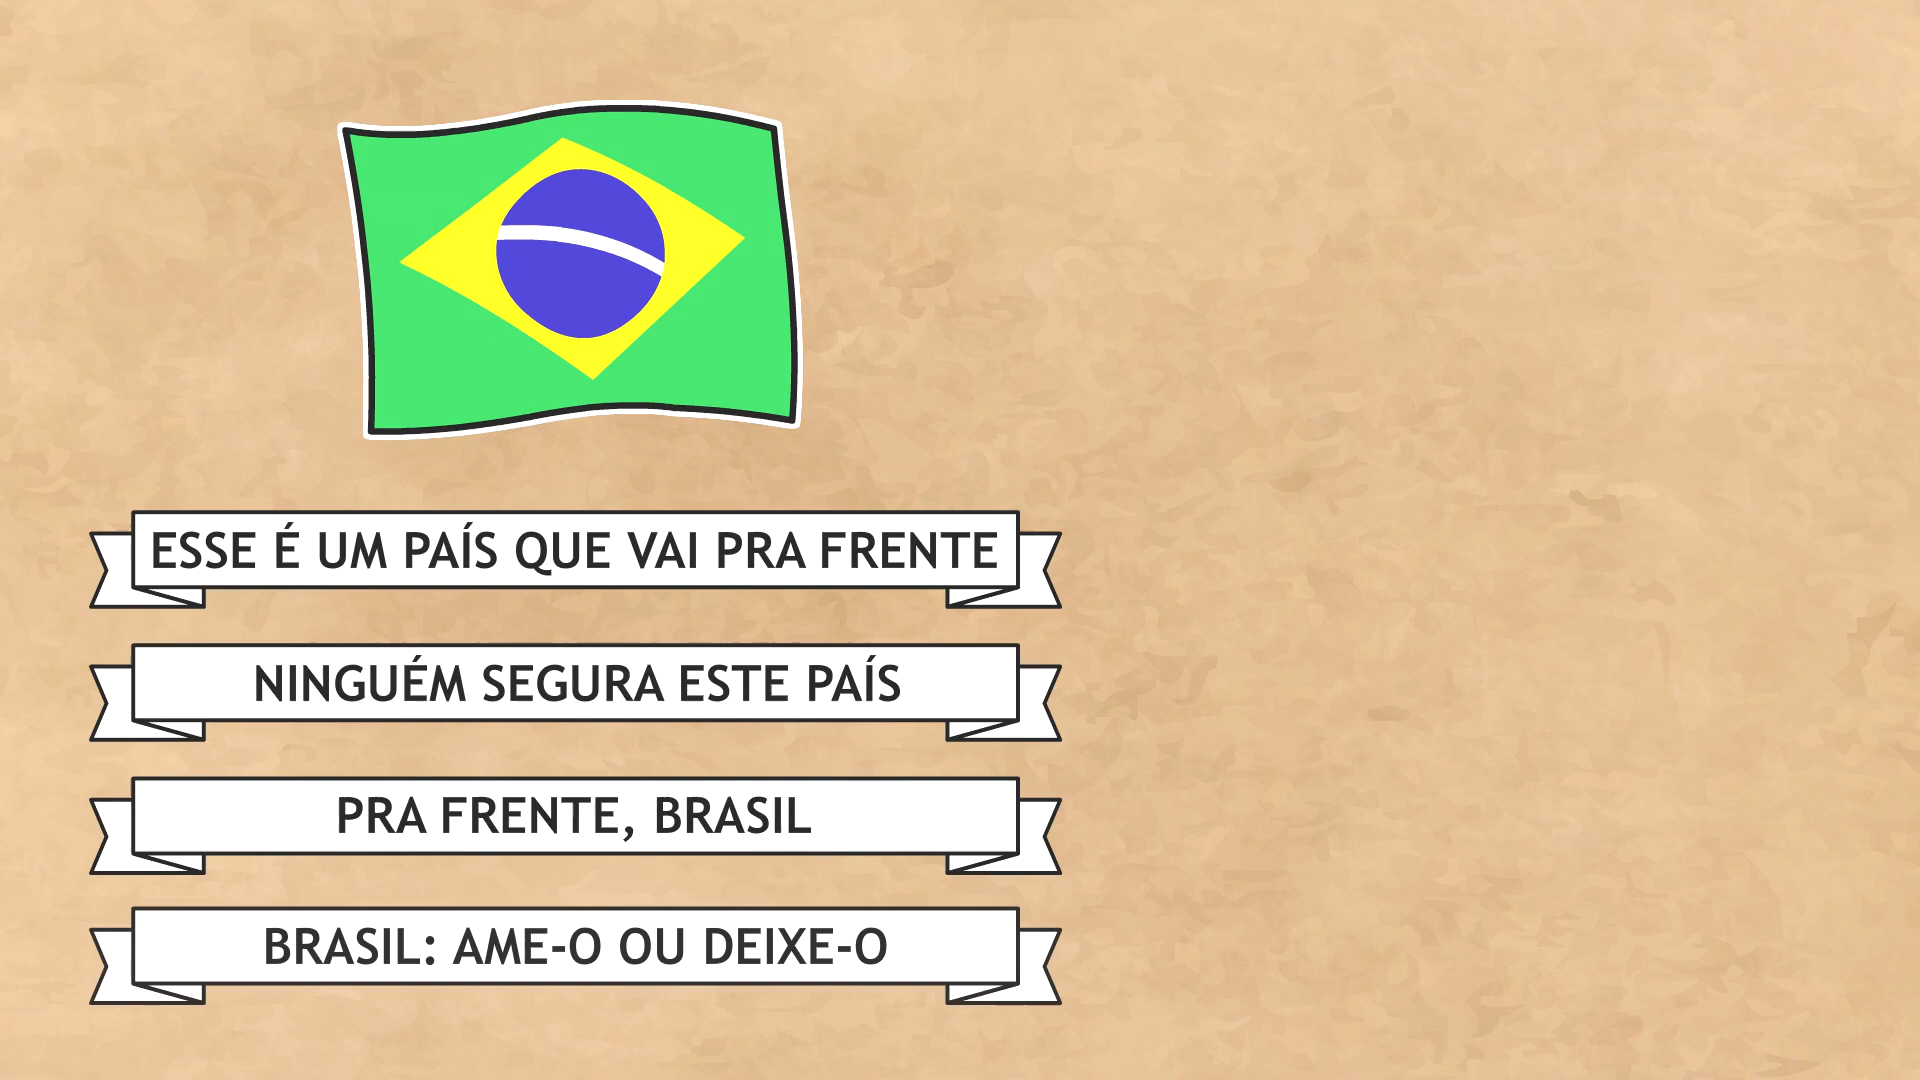 ESSE É UM PAÍS QUE VAI PRA FRENTE
NINGUÉM SEGURA ESTE PAÍS
PRA FRENTE, BRASIL
BRASIL: AME-O OU DEIXE-O